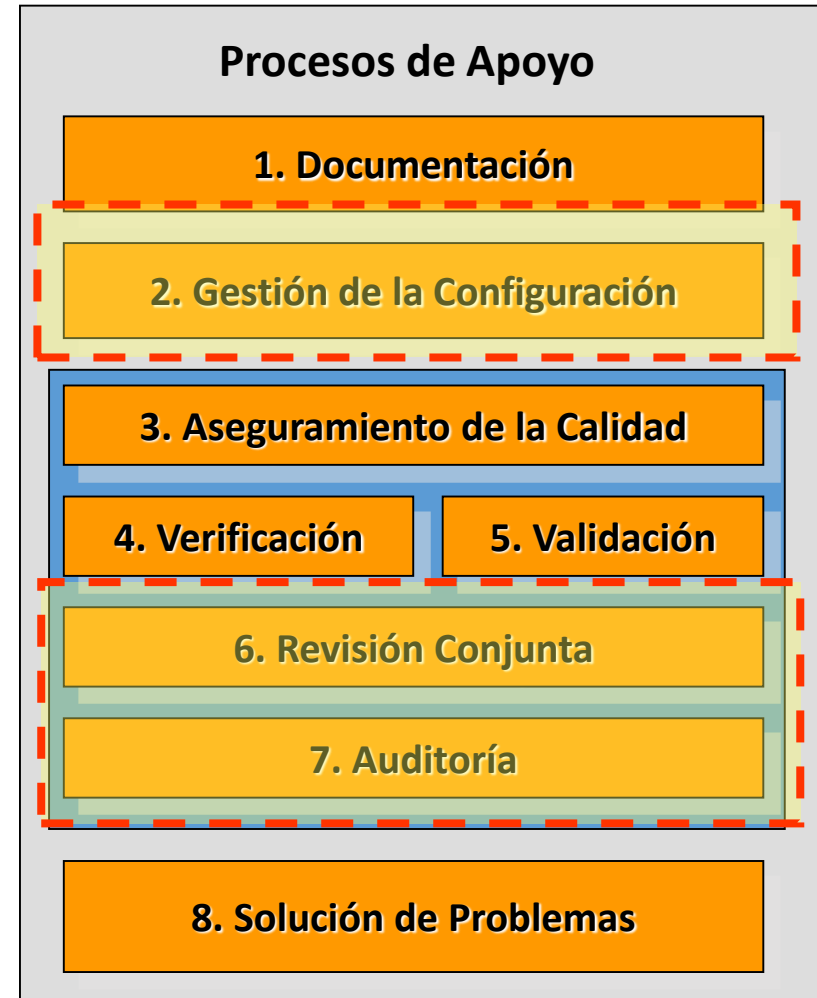 Procesos de Apoyo
1. Documentación
2. Gestión de la Configuración
3. Aseguramiento de la Calidad
4. Verificación
5. Validación
6. Revisión Conjunta
7. Auditoría
8. Solución de Problemas